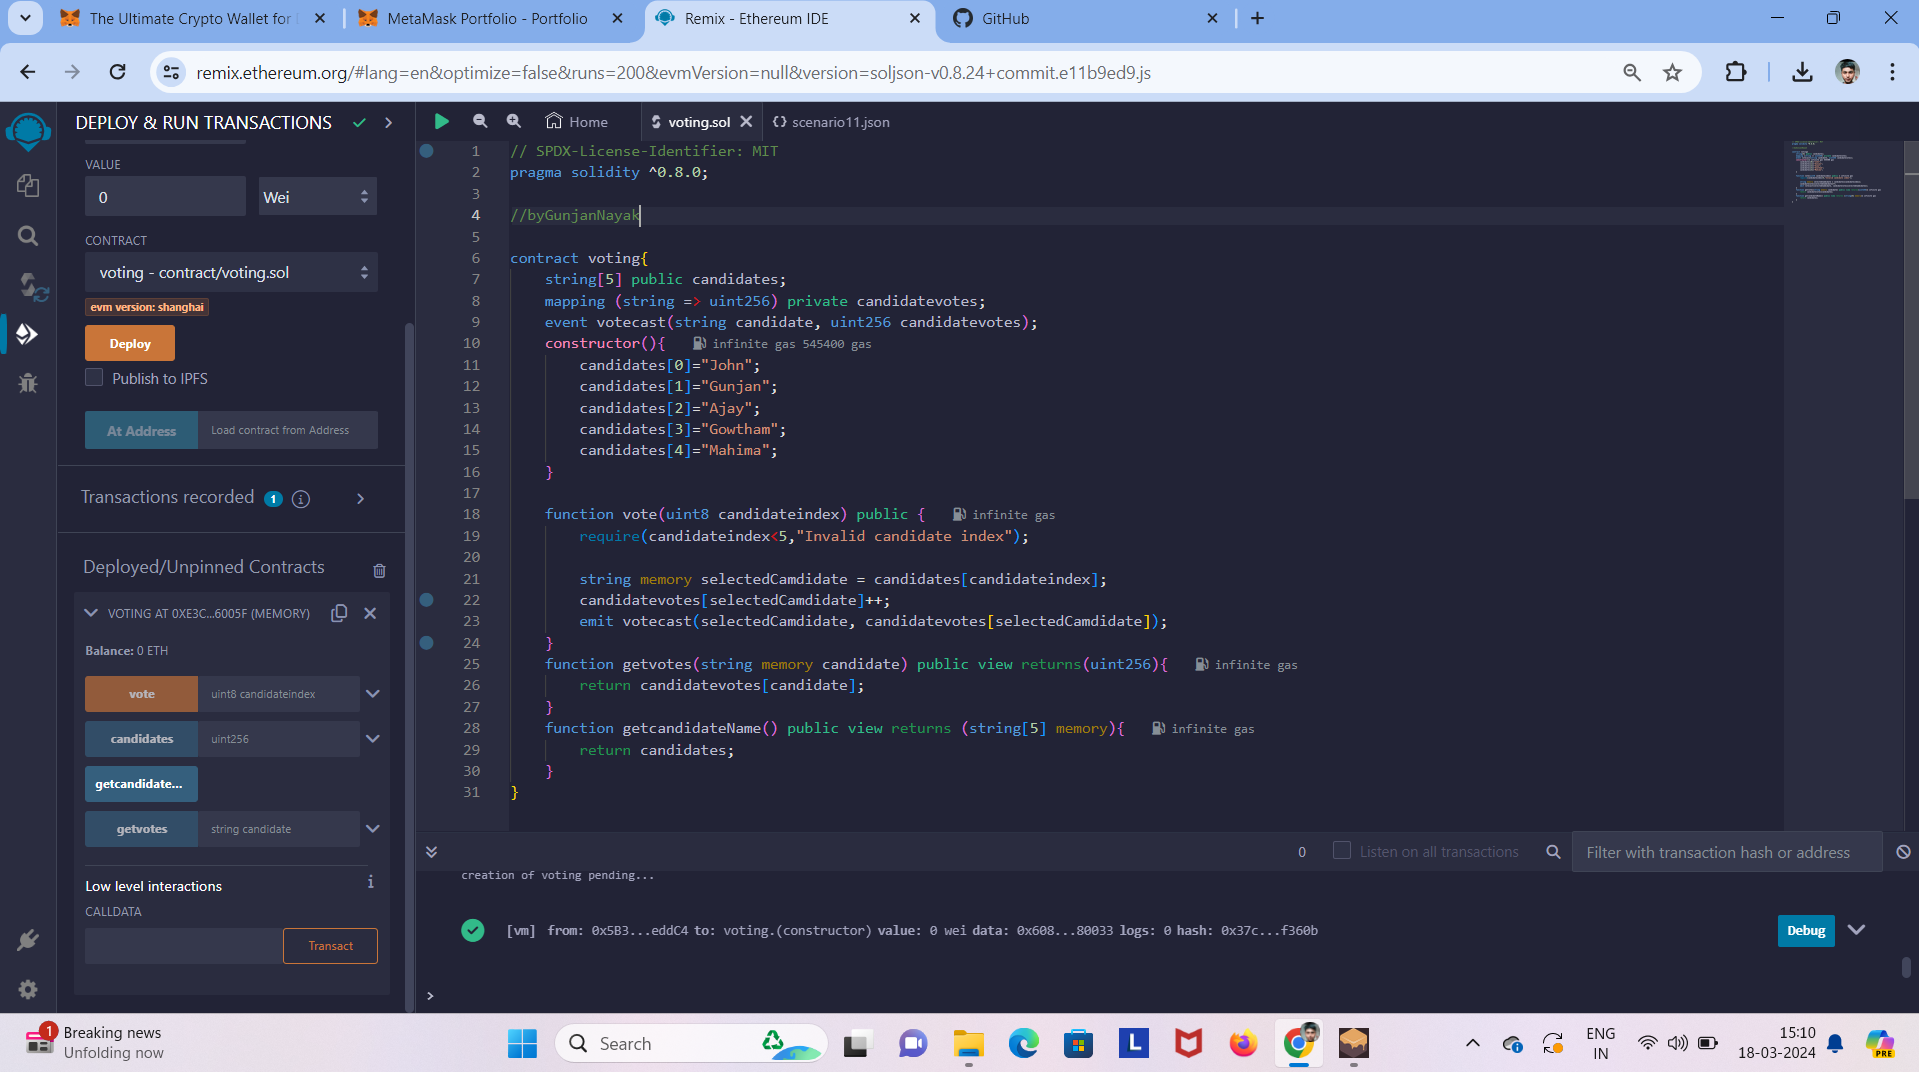 The Ultimate Crypto Wallet for
MetaMask Portfolio - Portfolio
Remix - Ethereum IDE
GitHub
remix.ethereum.org/#lang=en&optimize=false&runs=200&evmVersion=null&version=soljson-v0.8.24+commit.e11b9ed9.js
DEPLOY & RUN TRANSACTIONS
VALUE
0
Wei
CONTRACT
voting - contract/voting.sol
evm version: shanghai
Deploy
Publish to IPFS
At Address
Load contract from Address
Transactions recorded 1 i
Deployed/Unpinned Contracts
VOTING AT 0XE3C...6005F (MEMORY)
Balance: 0 ETH
vote
uint8 candidateindex
candidates
uint256
getcandidate...
getvotes
string candidate
Low level interactions
i
CALLDATA
Transact
Home
voting.sol
scenario11.json
1 // SPDX-License-Identifier: MIT
2 pragma solidity ^0.8.0;
3
4 //byGunjanNayak
5
6 contract voting{
7 string[5] public candidates;
8 mapping (string => uint256) private candidatevotes;
9 event votecast(string candidate, uint256 candidatevotes);
10 constructor(){ infinite gas 545400 gas
11 candidates[0]="John";
12 candidates[1]="Gunjan";
13 candidates[2]="Ajay";
14 candidates[3]="Gowtham";
15 candidates[4]="Mahima";
16 }
17
18 function vote(uint8 candidateindex) public { infinite gas
19 require(candidateindex<5,"Invalid candidate index");
20
21 string memory selectedCamdidate = candidates[candidateindex];
22 candidatevotes[selectedCamdidate]++;
23 emit votecast(selectedCamdidate, candidatevotes[selectedCamdidate]);
24 }
25 function getvotes(string memory candidate) public view returns(uint256){ infinite gas
26 return candidatevotes[candidate];
27 }
28 function getcandidateName() public view returns (string[5] memory){ infinite gas
29 return candidates;
30 }
31 }
0
Listen on all transactions
Filter with transaction hash or address
creation of voting pending...
[vm] from: 0x5B3...eddC4 to: voting.(constructor) value: 0 wei data: 0x608...80033 logs: 0 hash: 0x37c...f360b
Debug
>
1
Breaking news
Unfolding now
Search
L
ENG
IN
15:10
18-03-2024
PRE